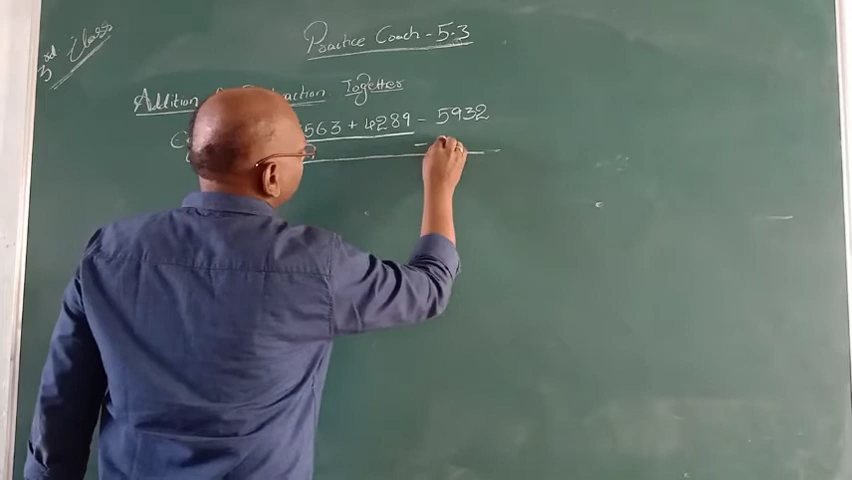 3rd Class
Practice Coach - 5.3
Addition Together
563 + 4289 - 5932